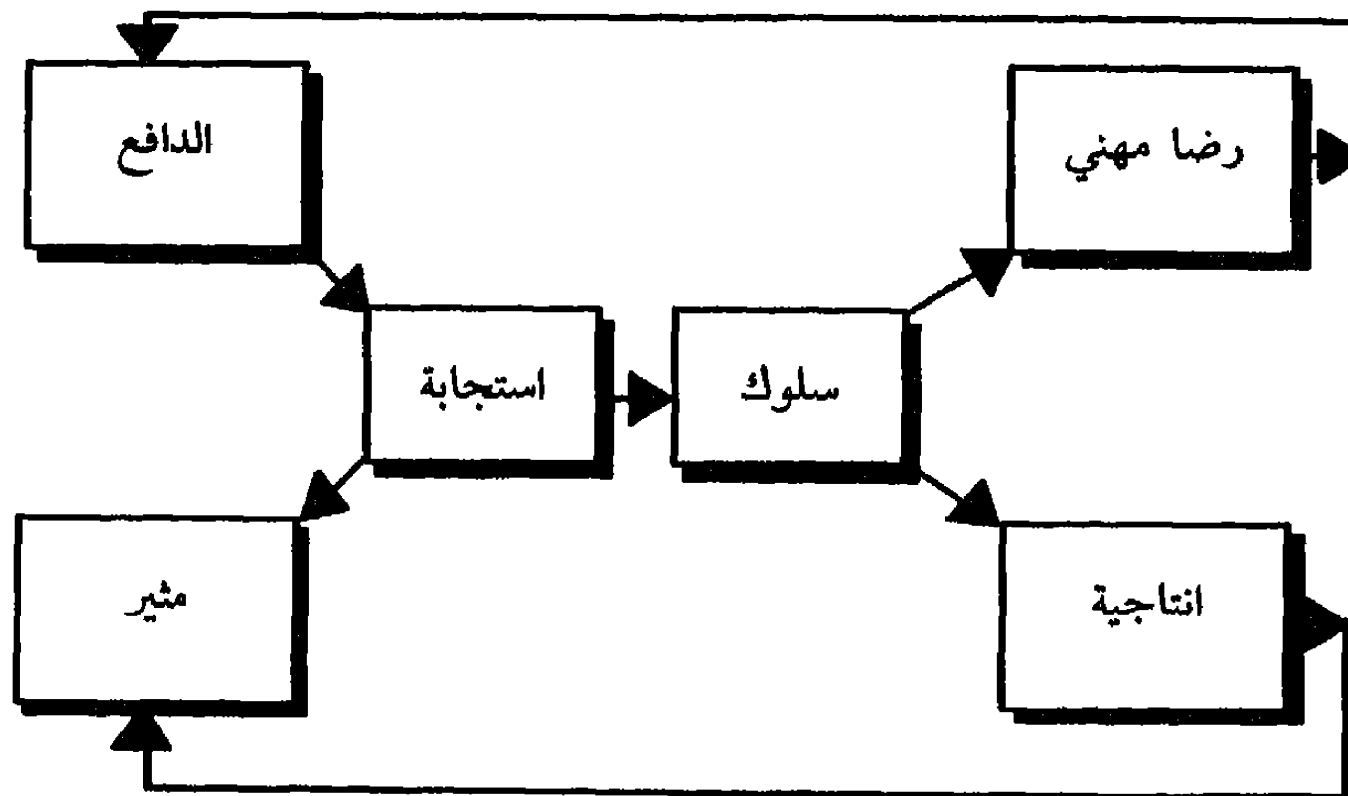 الدافع
رضا مهني
استجابة
سلوك
مثير
انتاجية